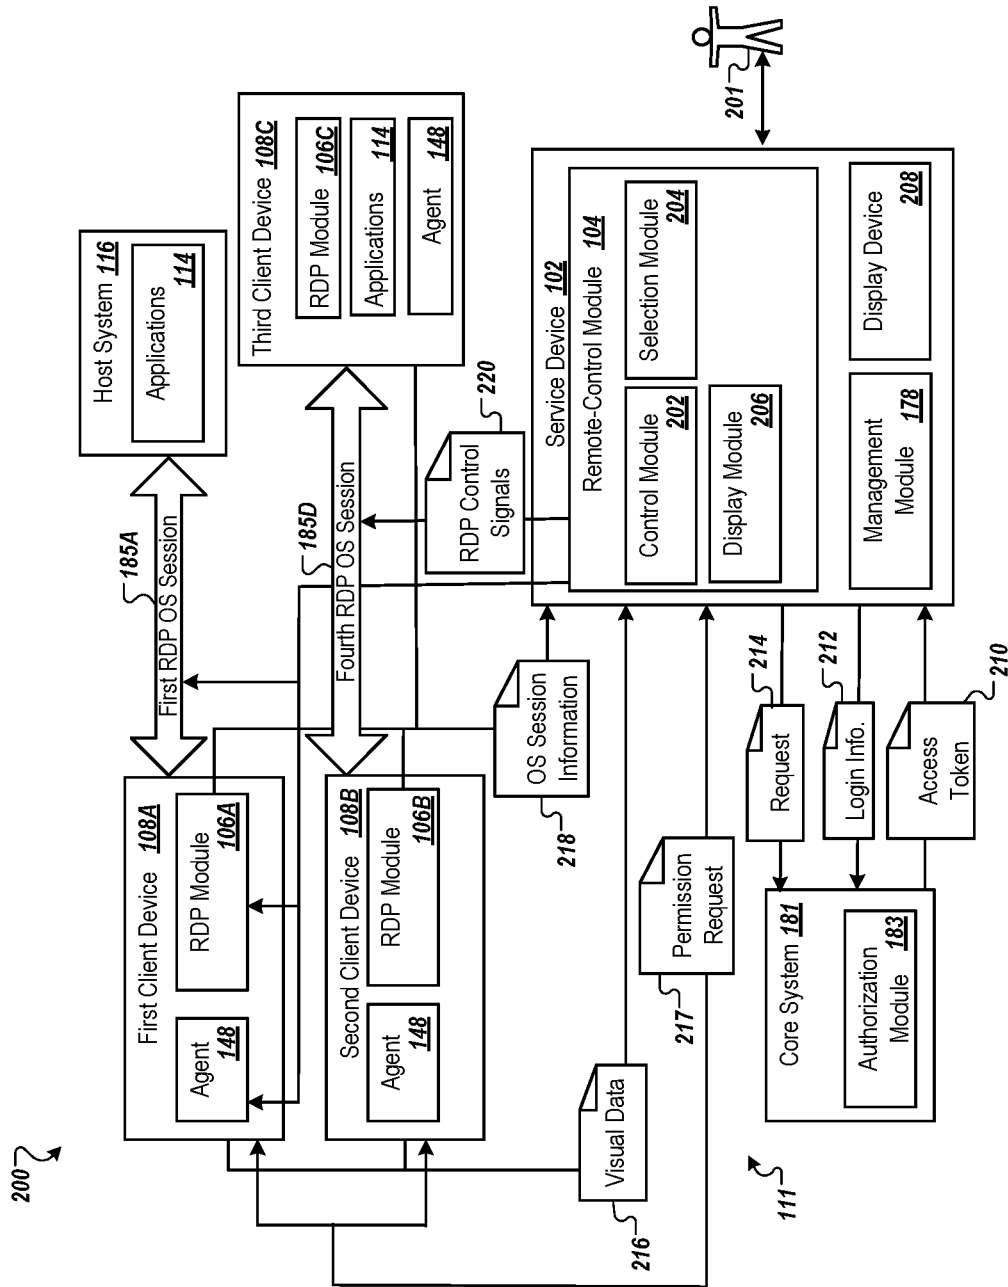 200
First Client Device 108A
Agent
148
RDP Module
106A
185A
First RDP OS Session
Host System 116
Applications
114
Second Client Device 108B
Agent
148
RDP Module
106B
185D
Fourth RDP OS Session
Third Client Device 108C
RDP Module
106C
Applications
114
Agent
148
218
OS Session
Information
RDP Control
Signals
220
216
Visual Data
217
Permission
Request
Service Device 102
Remote-Control Module 104
Control Module
202
Selection Module
204
Display Module
206
Management
Module
178
Display Device
208
201
111
Core System 181
Authorization
Module
183
Request
214
Login Info.
212
Access
Token
210